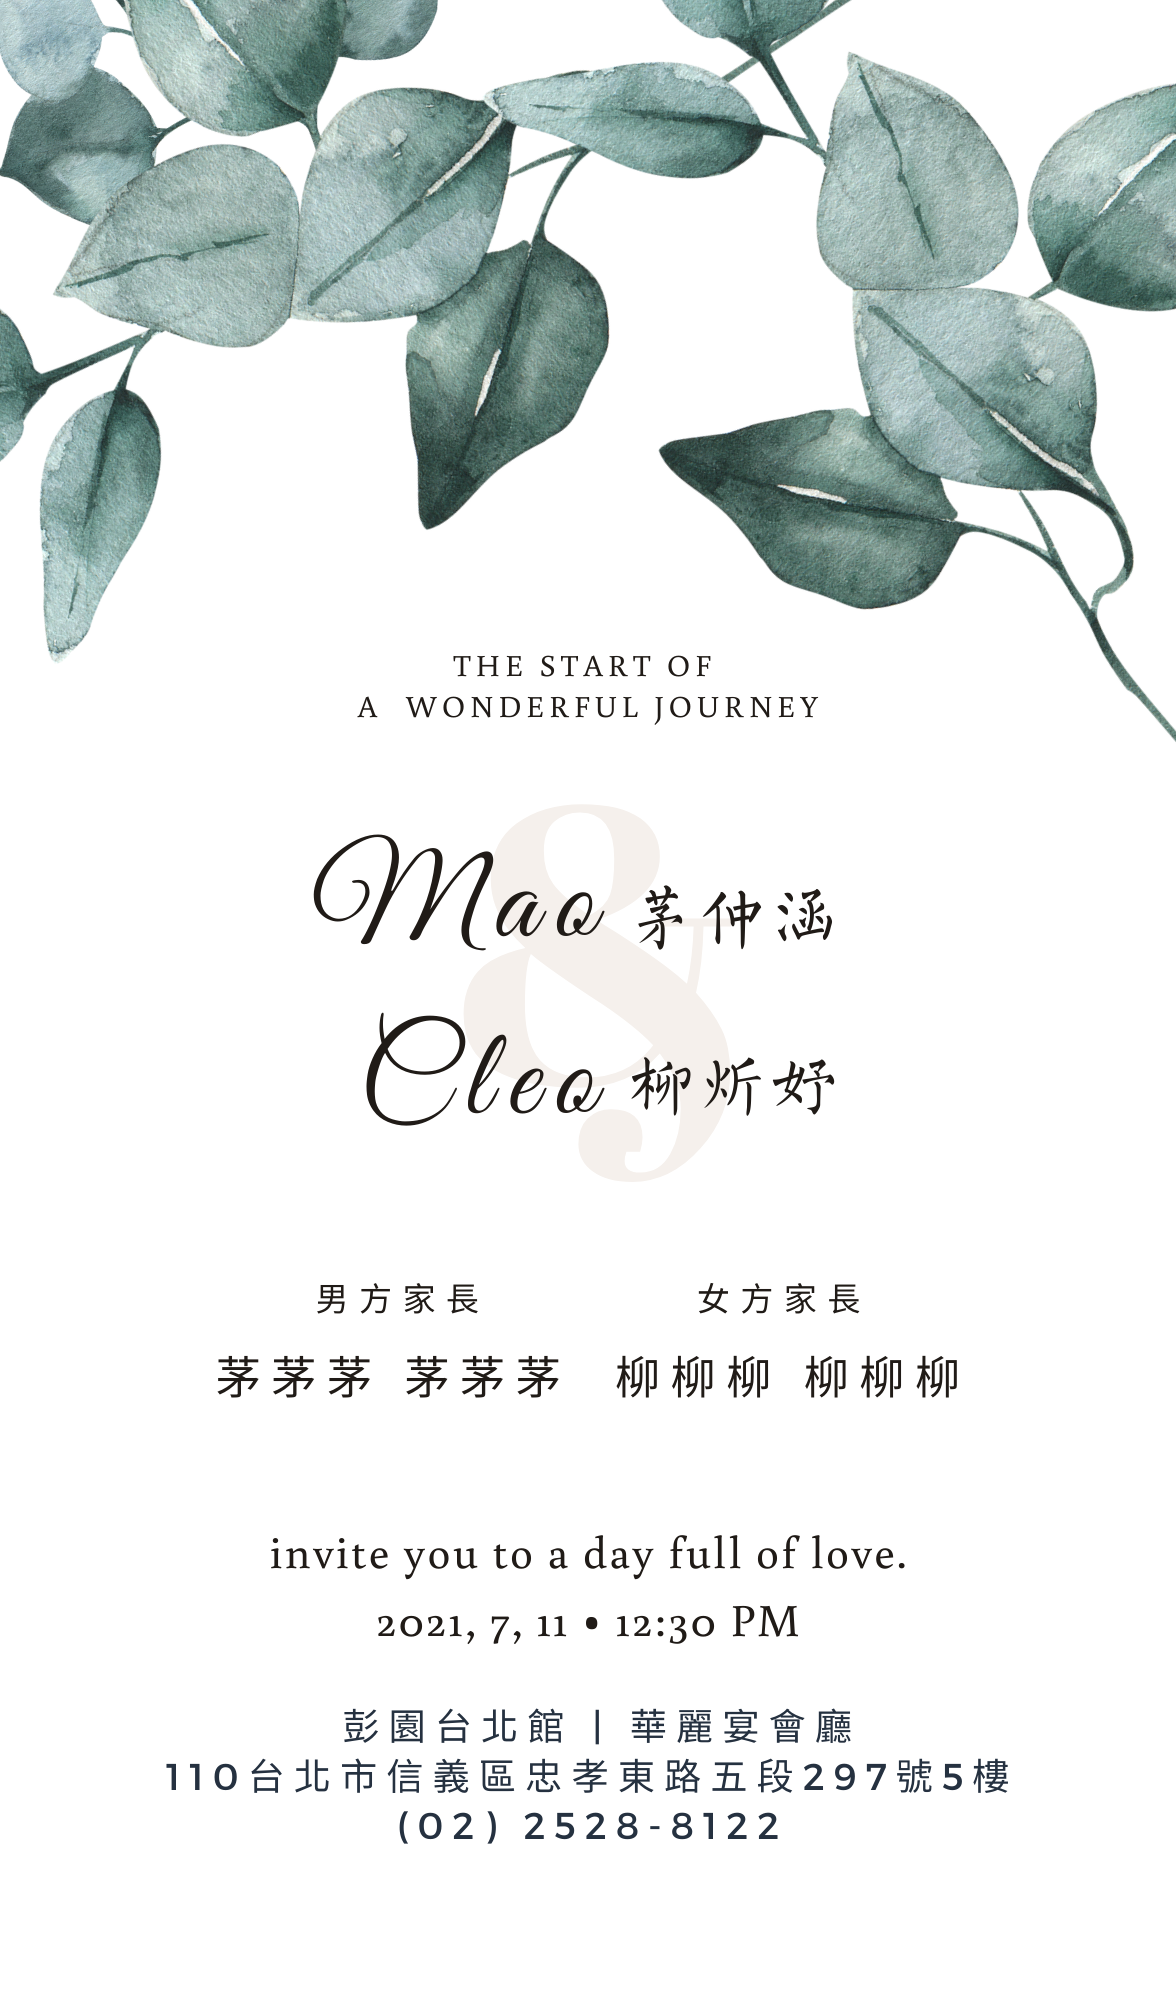 THE START OF
A WONDERFUL JOURNEY
&
Mao 茅仲涵
Cleo 柳炘妤
男方家長 女方家長
茅茅茅 茅茅茅 柳柳柳 柳柳柳
invite you to a day full of love.
2021, 7, 11 • 12:30 PM
彭園台北館 | 華麗宴會廳
110台北市信義區忠孝東路五段297號5樓
(02) 2528-8122